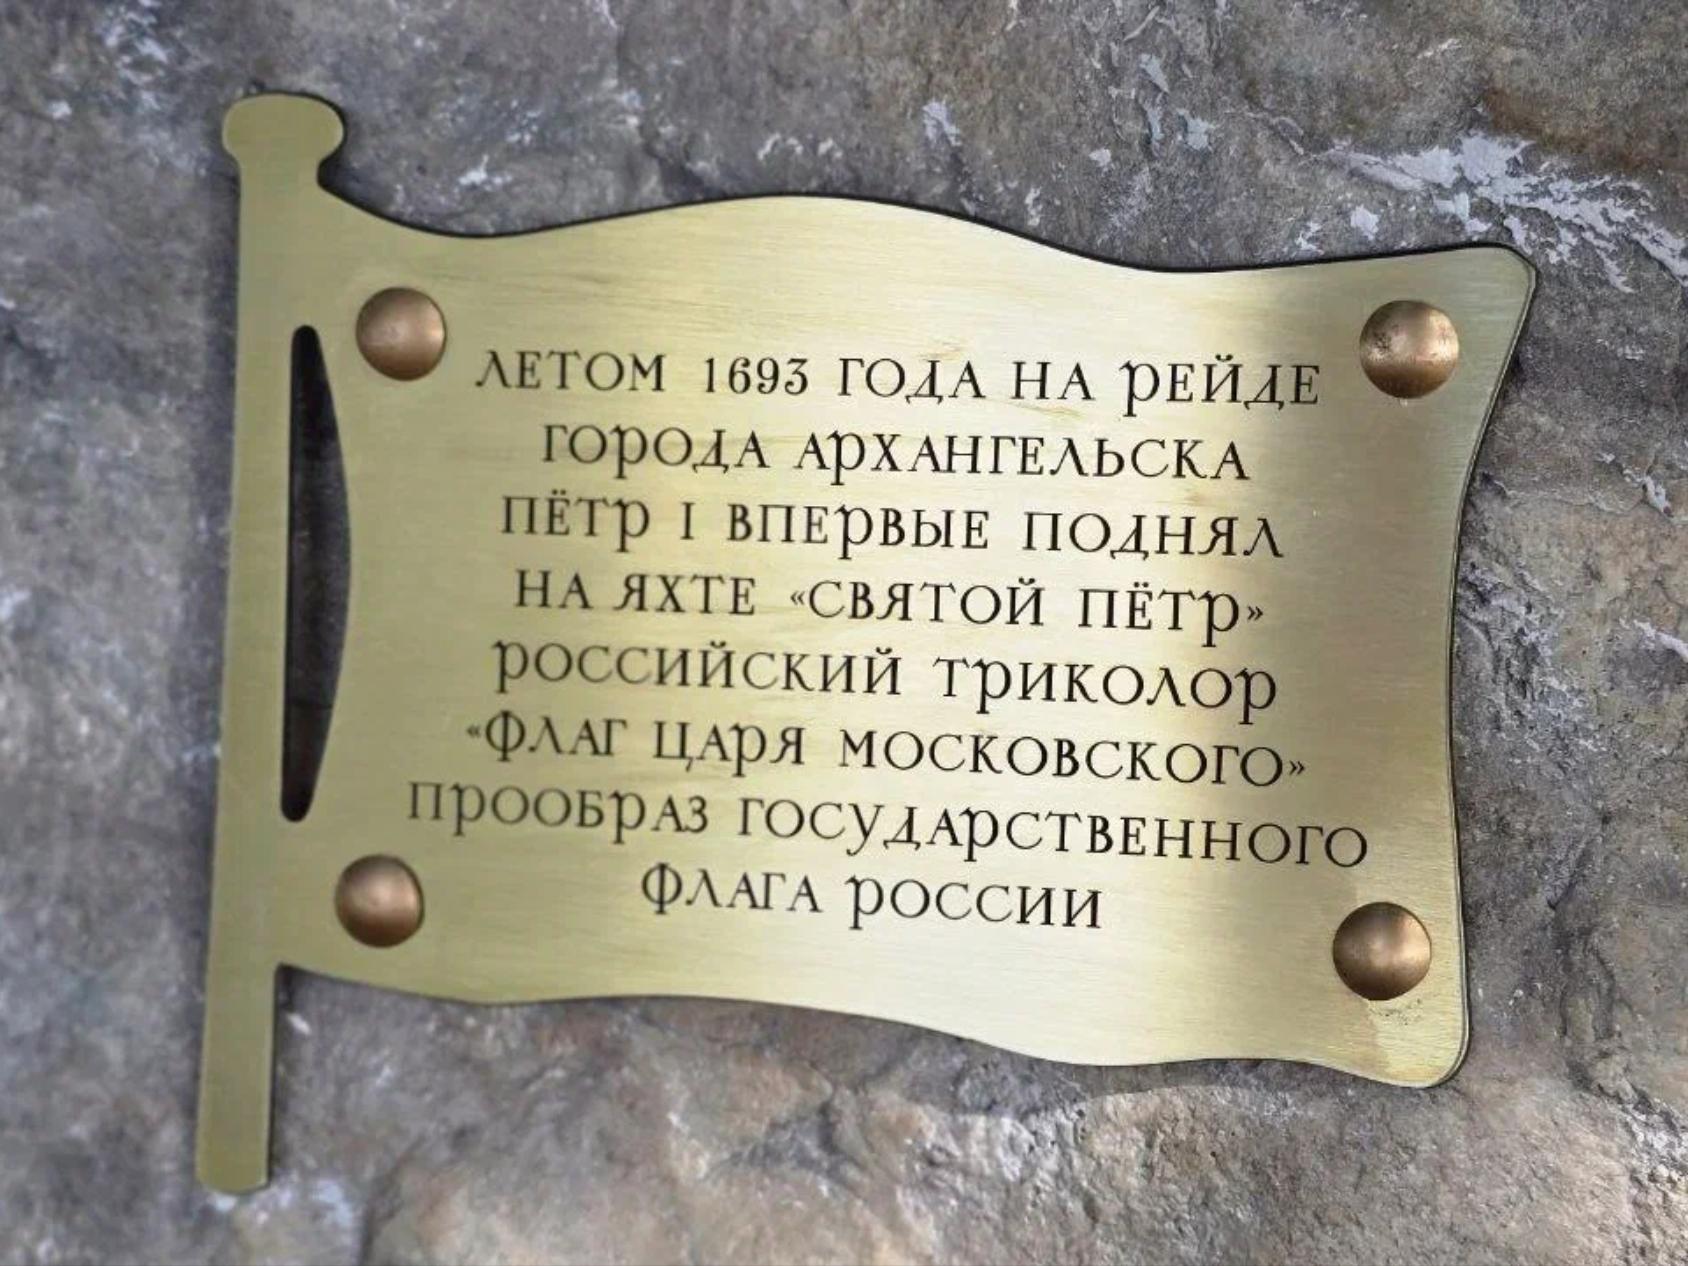 ЛЕТОМ 1693 ГОДА НА РЕЙДЕ
ГОРОДА АРХАНГЕЛЬСКА
ПЁТР I ВПЕРВЫЕ ПОДНЯЛ
НА ЯХТЕ «СВЯТОЙ ПЁТР»
РОССИЙСКИЙ ТРИКОЛОР
«ФЛАГ ЦАРЯ МОСКОВСКОГО»
ПРООБРАЗ ГОСУДАРСТВЕННОГО
ФЛАГА РОССИИ